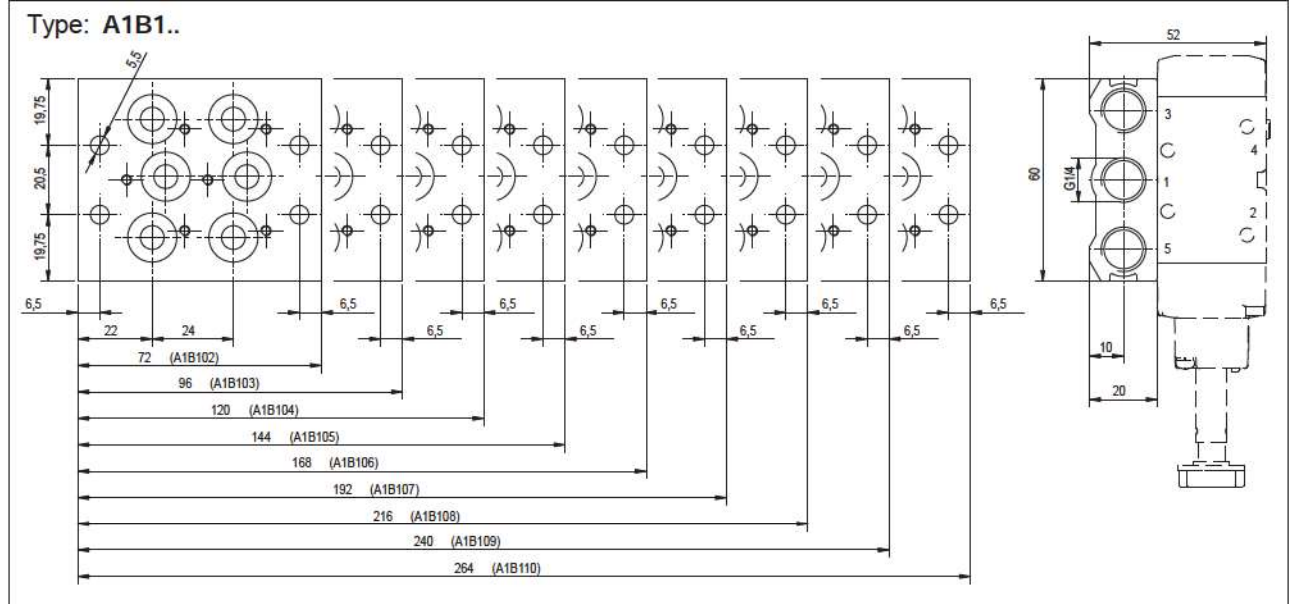 Type: A1B1..
5,5
52
19,75
20,5
19,75
60
G1/4
3
4
1
2
5
6,5
6,5
6,5
6,5
6,5
6,5
6,5
6,5
6,5
6,5
22
24
10
20
72 (A1B102)
96 (A1B103)
120 (A1B104)
144 (A1B105)
168 (A1B106)
192 (A1B107)
216 (A1B108)
240 (A1B109)
264 (A1B110)